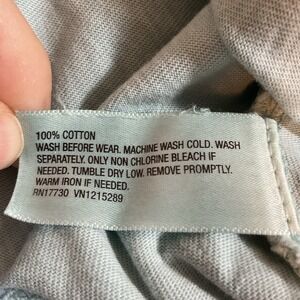 100% COTTON
WASH BEFORE WEAR. MACHINE WASH COLD. WASH
SEPARATELY. ONLY NON CHLORINE BLEACH IF
NEEDED. TUMBLE DRY LOW. REMOVE PROMPTLY.
WARM IRON IF NEEDED.
RN17730 VN1215289